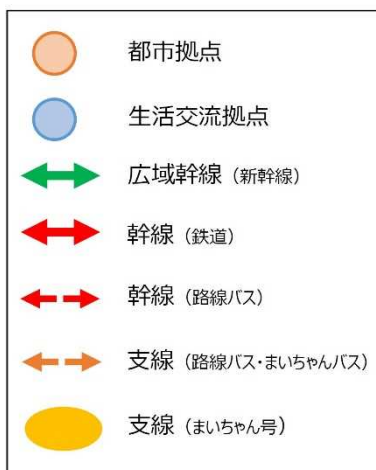 都市拠点
生活交流拠点
広域幹線（新幹線）
幹線（鉄道）
幹線（路線バス）
支線（路線バス・まいちゃんバス）
支線（まいちゃん号）